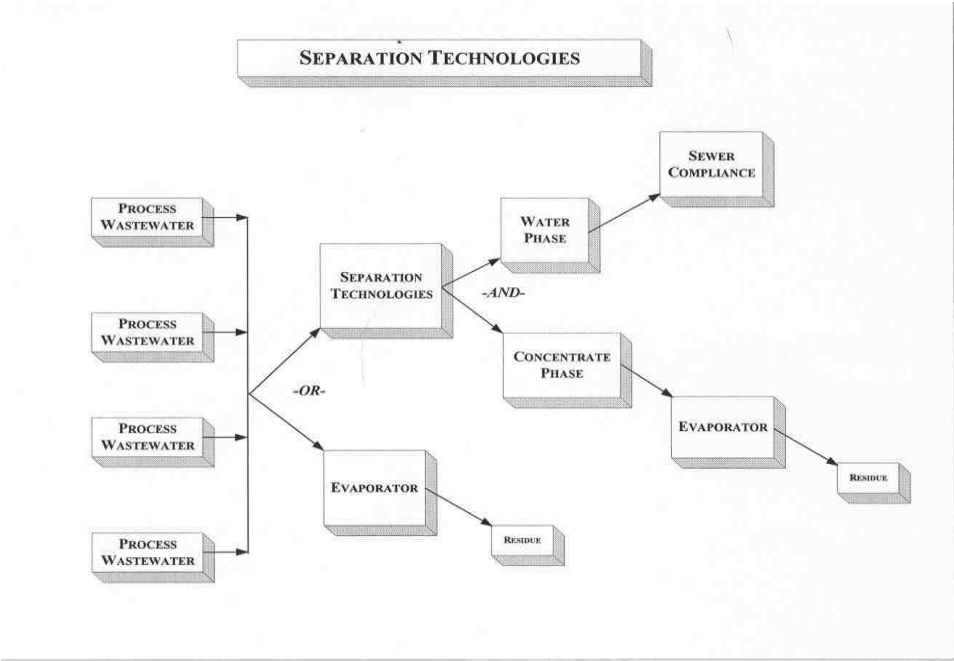 SEPARATION TECHNOLOGIES
SEWER
COMPLIANCE
PROCESS
WASTEWATER
WATER
PHASE
SEPARATION
TECHNOLOGIES
-AND-
PROCESS
WASTEWATER
CONCENTRATE
PHASE
-OR-
EVAPORATOR
PROCESS
WASTEWATER
RESIDUE
EVAPORATOR
RESIDUE
PROCESS
WASTEWATER